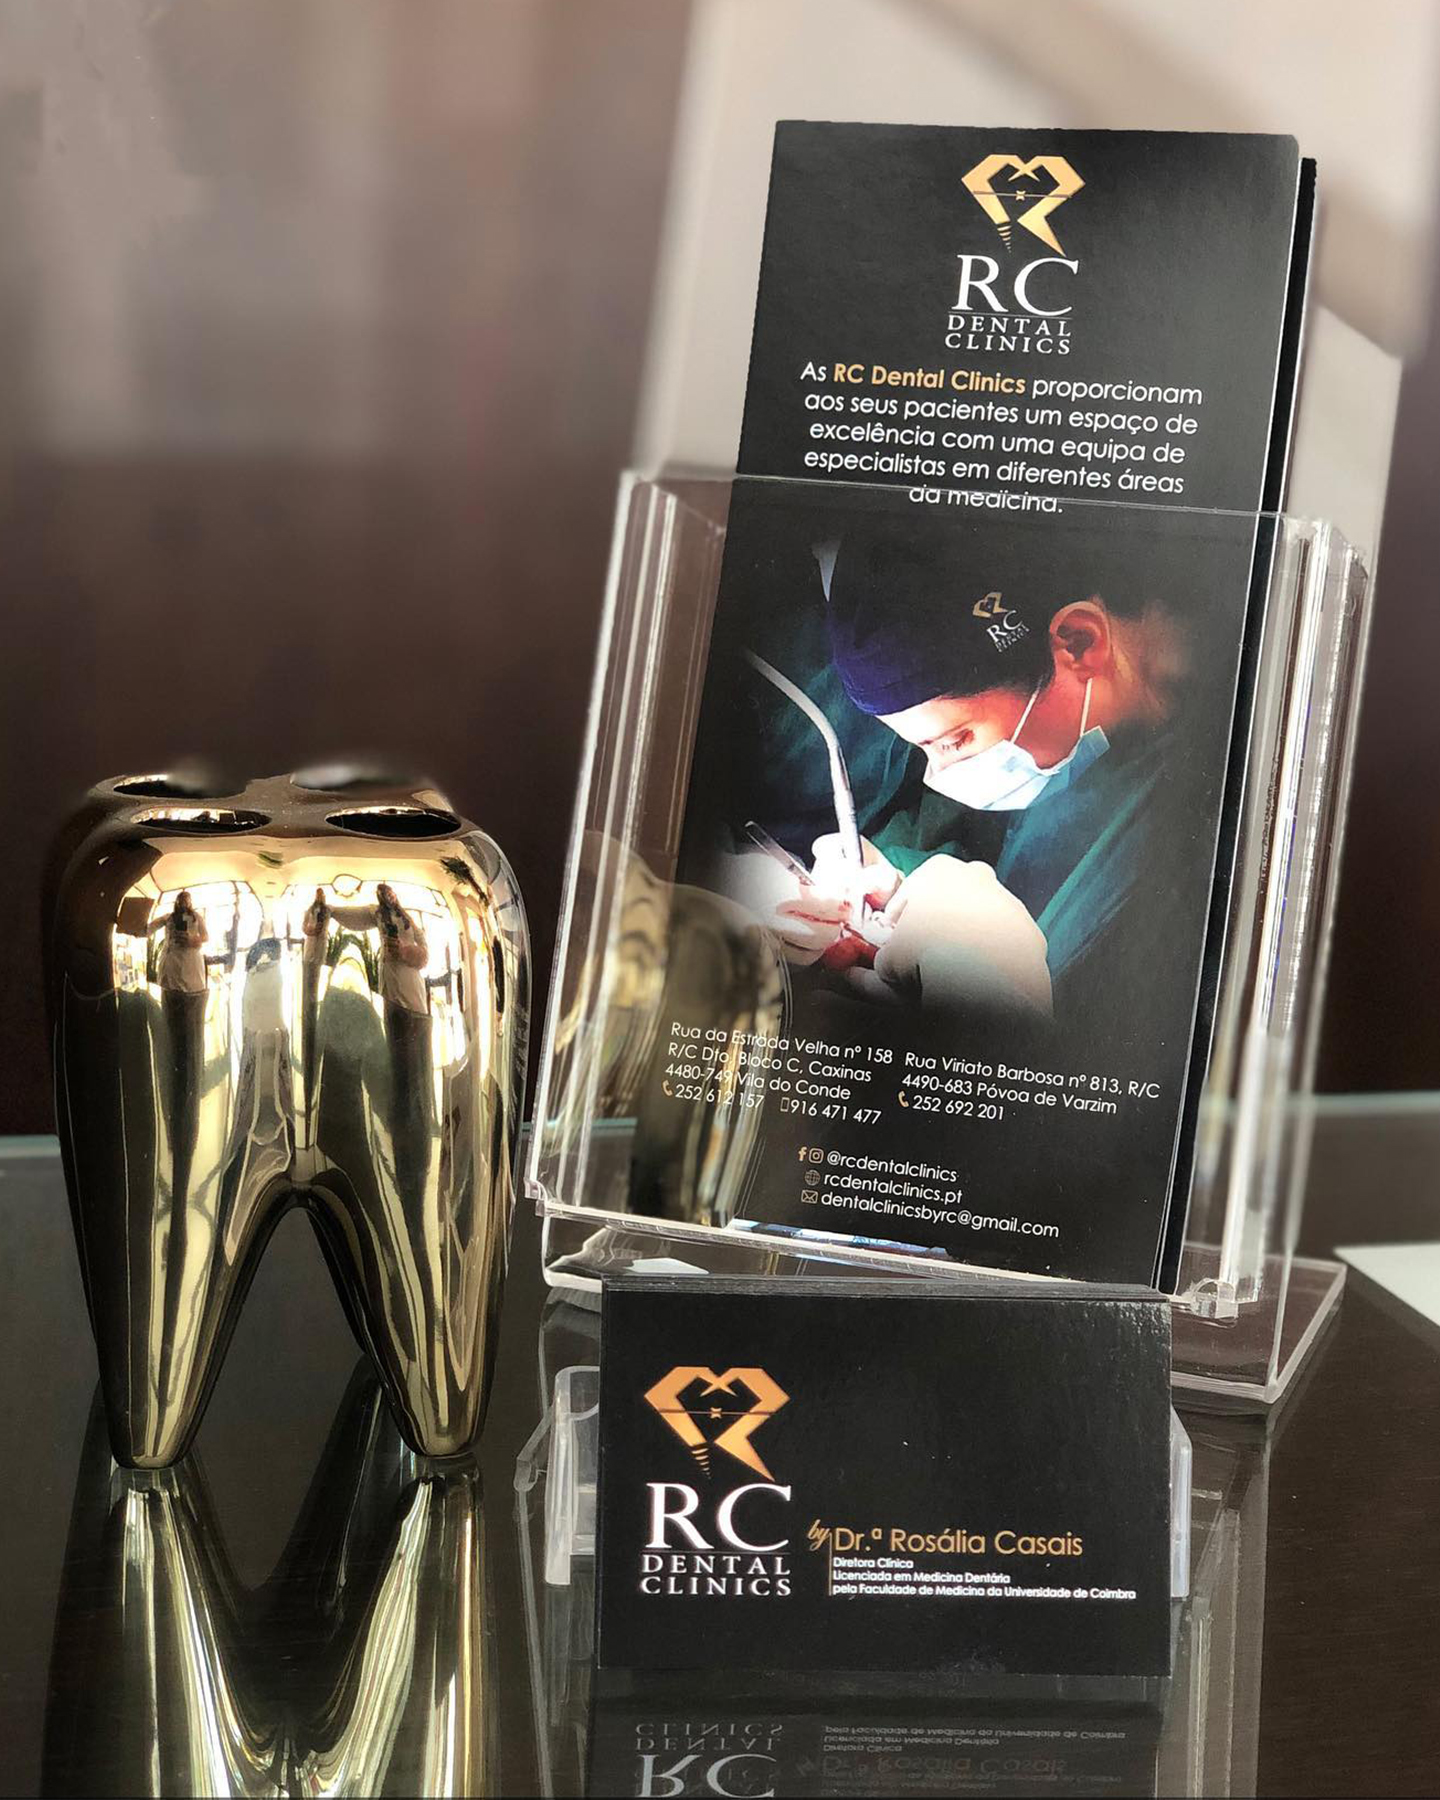 RC
DENTAL
CLINICS
As RC Dental Clinics proporcionam
aos seus pacientes um espaço de
excelência com uma equipa de
especialistas em diferentes áreas
da medicina.
RC
Rua da Estrada Velha nº 158
R/C Dto, Bloco C, Caxinas
4480-749 Vila do Conde
252 612 157 916 471 477
Rua Viriato Barbosa nº 813, R/C
4490-683 Póvoa de Varzim
252 692 201
@rcdentalclinics
rcdentalclinics.pt
dentalclinicsbyrc@gmail.com
RC
DENTAL
CLINICS
by Dr.ª Rosália Casais
Diretora Clínica
Licenciada em Medicina Dentária
pela Faculdade de Medicina da Universidade de Coimbra